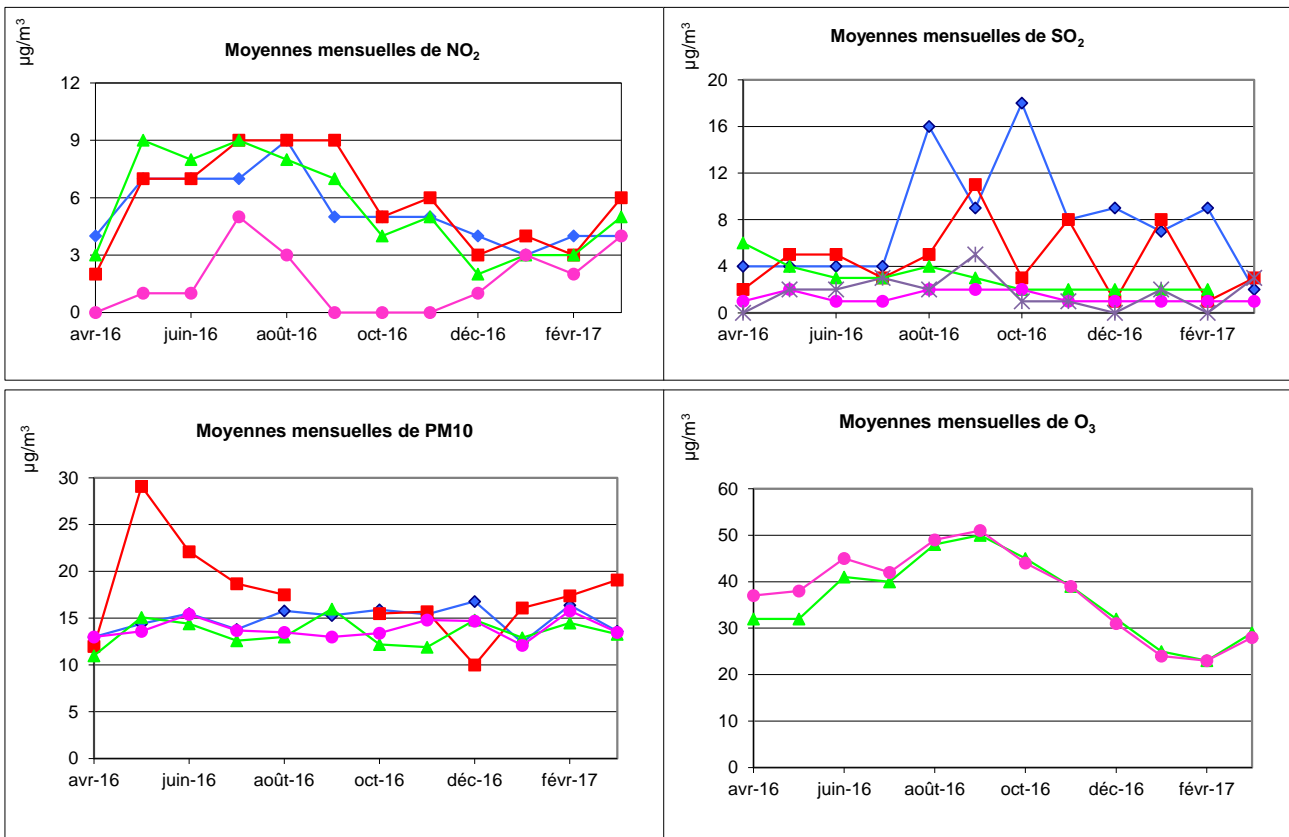 Moyennes mensuelles de NO₂
µg/m³
12
9
6
3
0
avr-16 juin-16 août-16 oct-16 déc-16 févr-17
Moyennes mensuelles de SO₂
µg/m³
20
16
12
8
4
0
avr-16 juin-16 août-16 oct-16 déc-16 févr-17
Moyennes mensuelles de PM10
µg/m³
30
25
20
15
10
5
0
avr-16 juin-16 août-16 oct-16 déc-16 févr-17
Moyennes mensuelles de O₃
µg/m³
60
50
40
30
20
10
0
avr-16 juin-16 août-16 oct-16 déc-16 févr-17